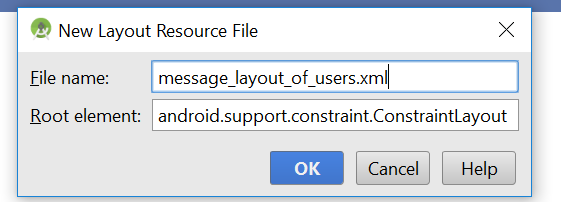 New Layout Resource File
File name: message_layout_of_users.xml
Root element: android.support.constraint.ConstraintLayout
OK Cancel Help